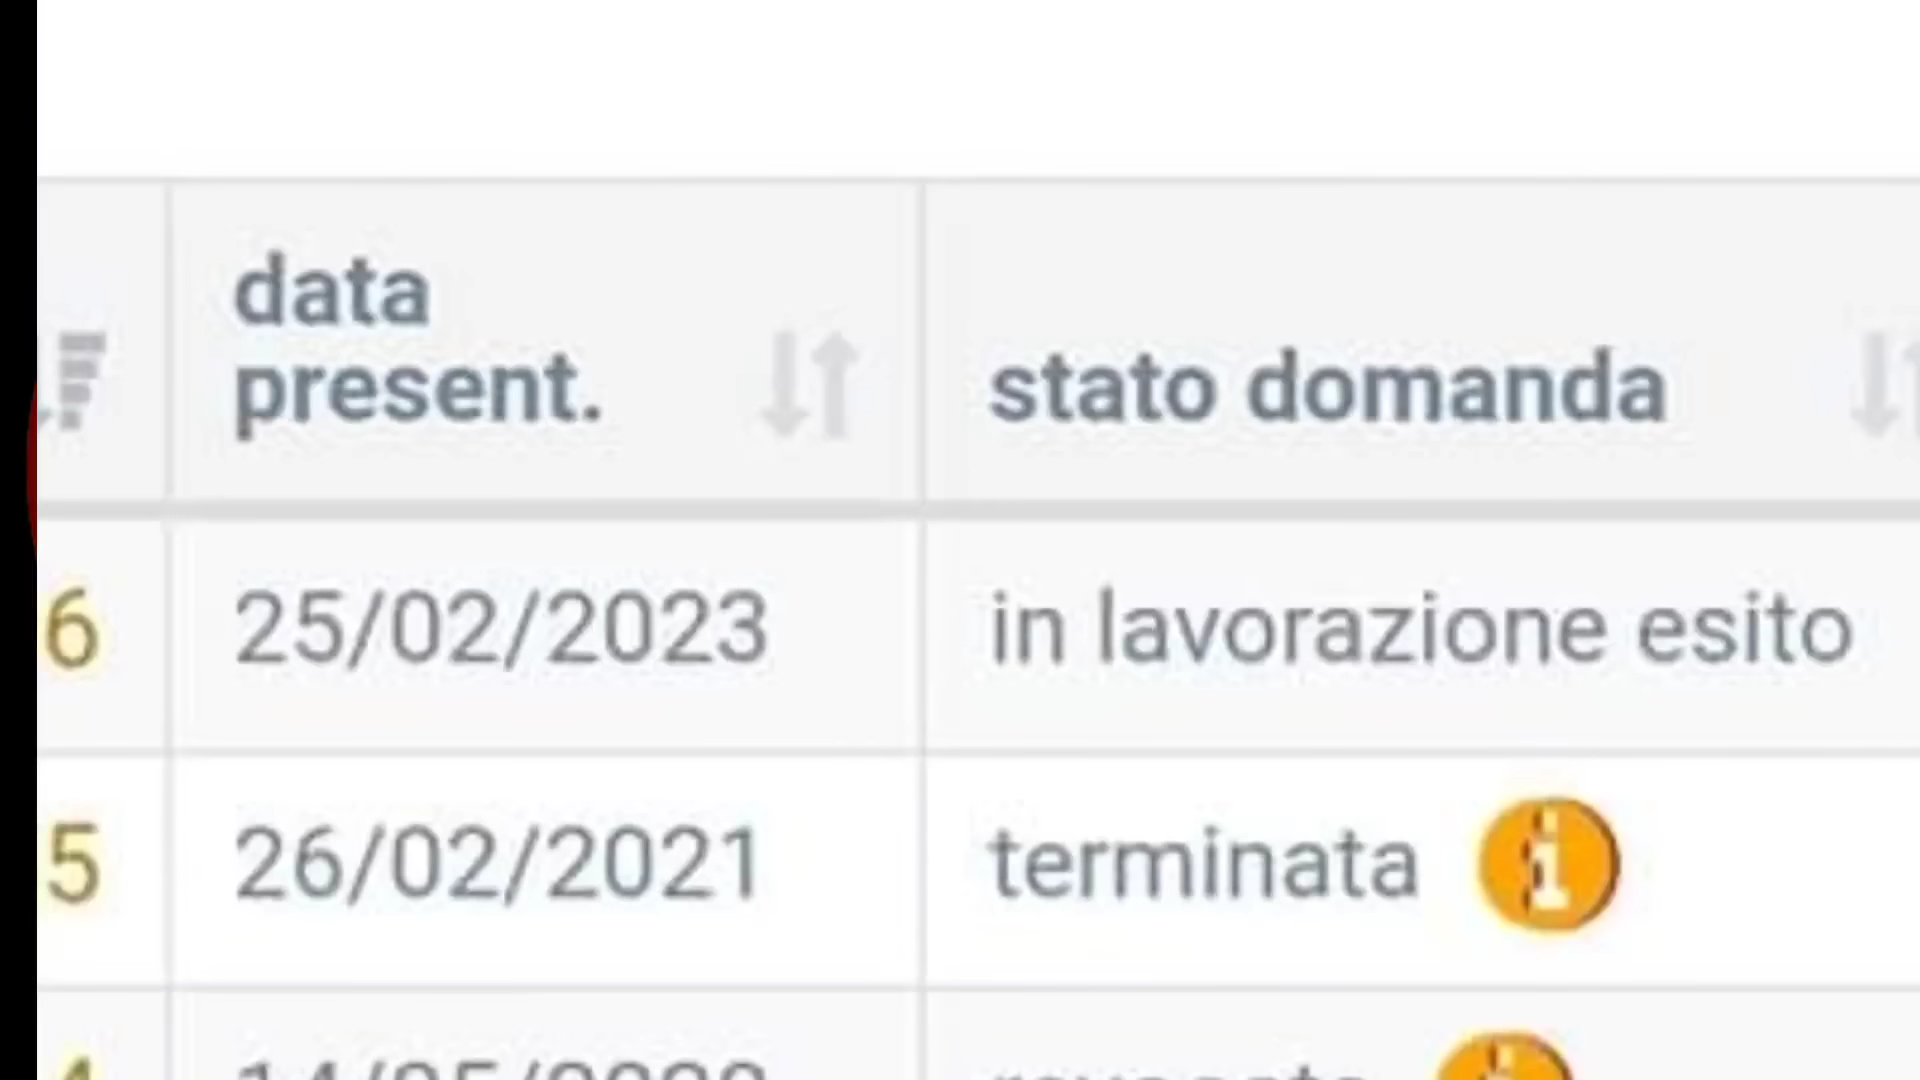 data
present.
stato domanda
6 25/02/2023 in lavorazione esito
5 26/02/2021 terminata